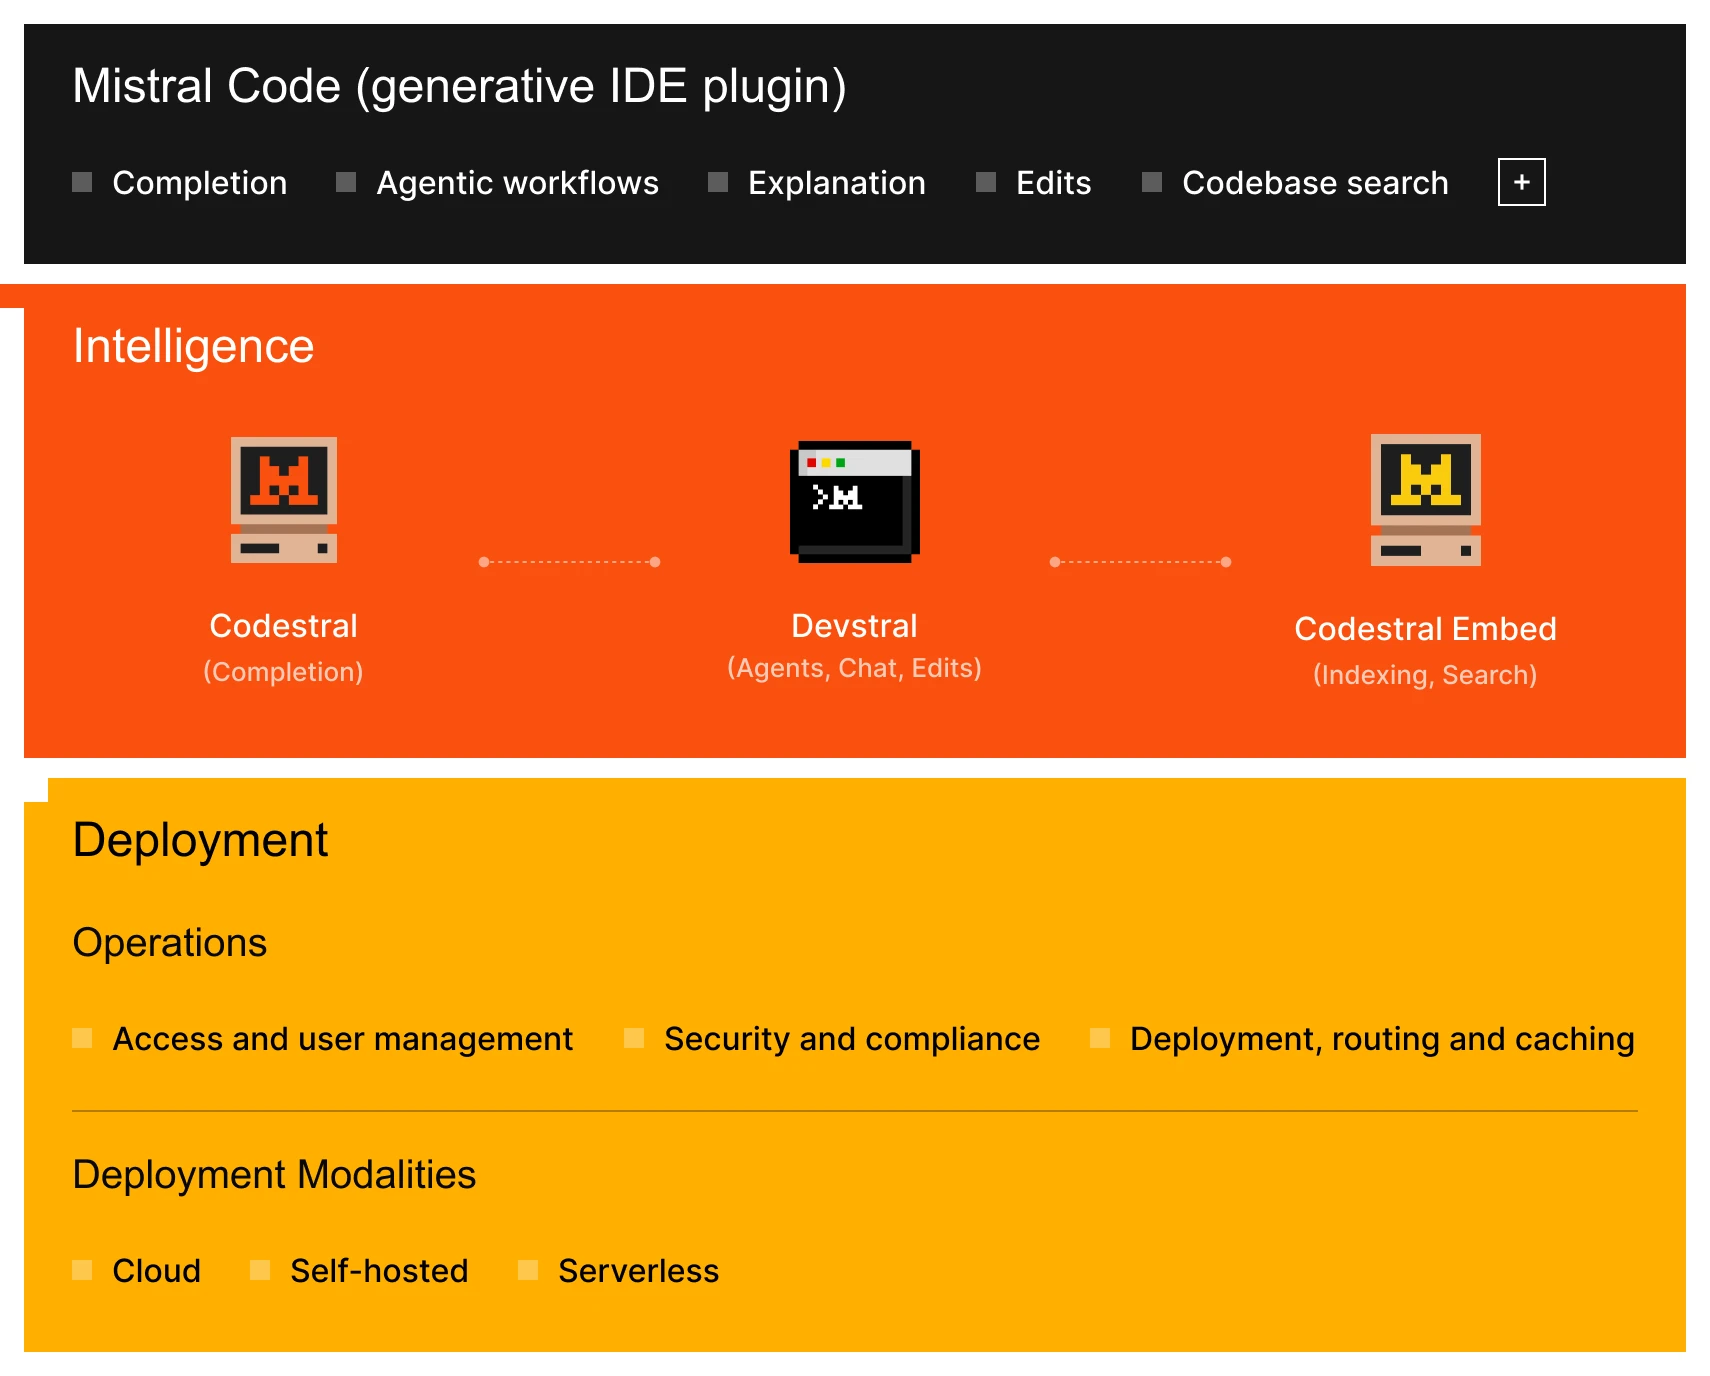 Mistral Code (generative IDE plugin)
Completion Agentic workflows Explanation Edits Codebase search +
Intelligence
Codestral Devstral Codestral Embed
(Completion) (Agents, Chat, Edits) (Indexing, Search)
Deployment
Operations
Access and user management Security and compliance Deployment, routing and caching
Deployment Modalities
Cloud Self-hosted Serverless